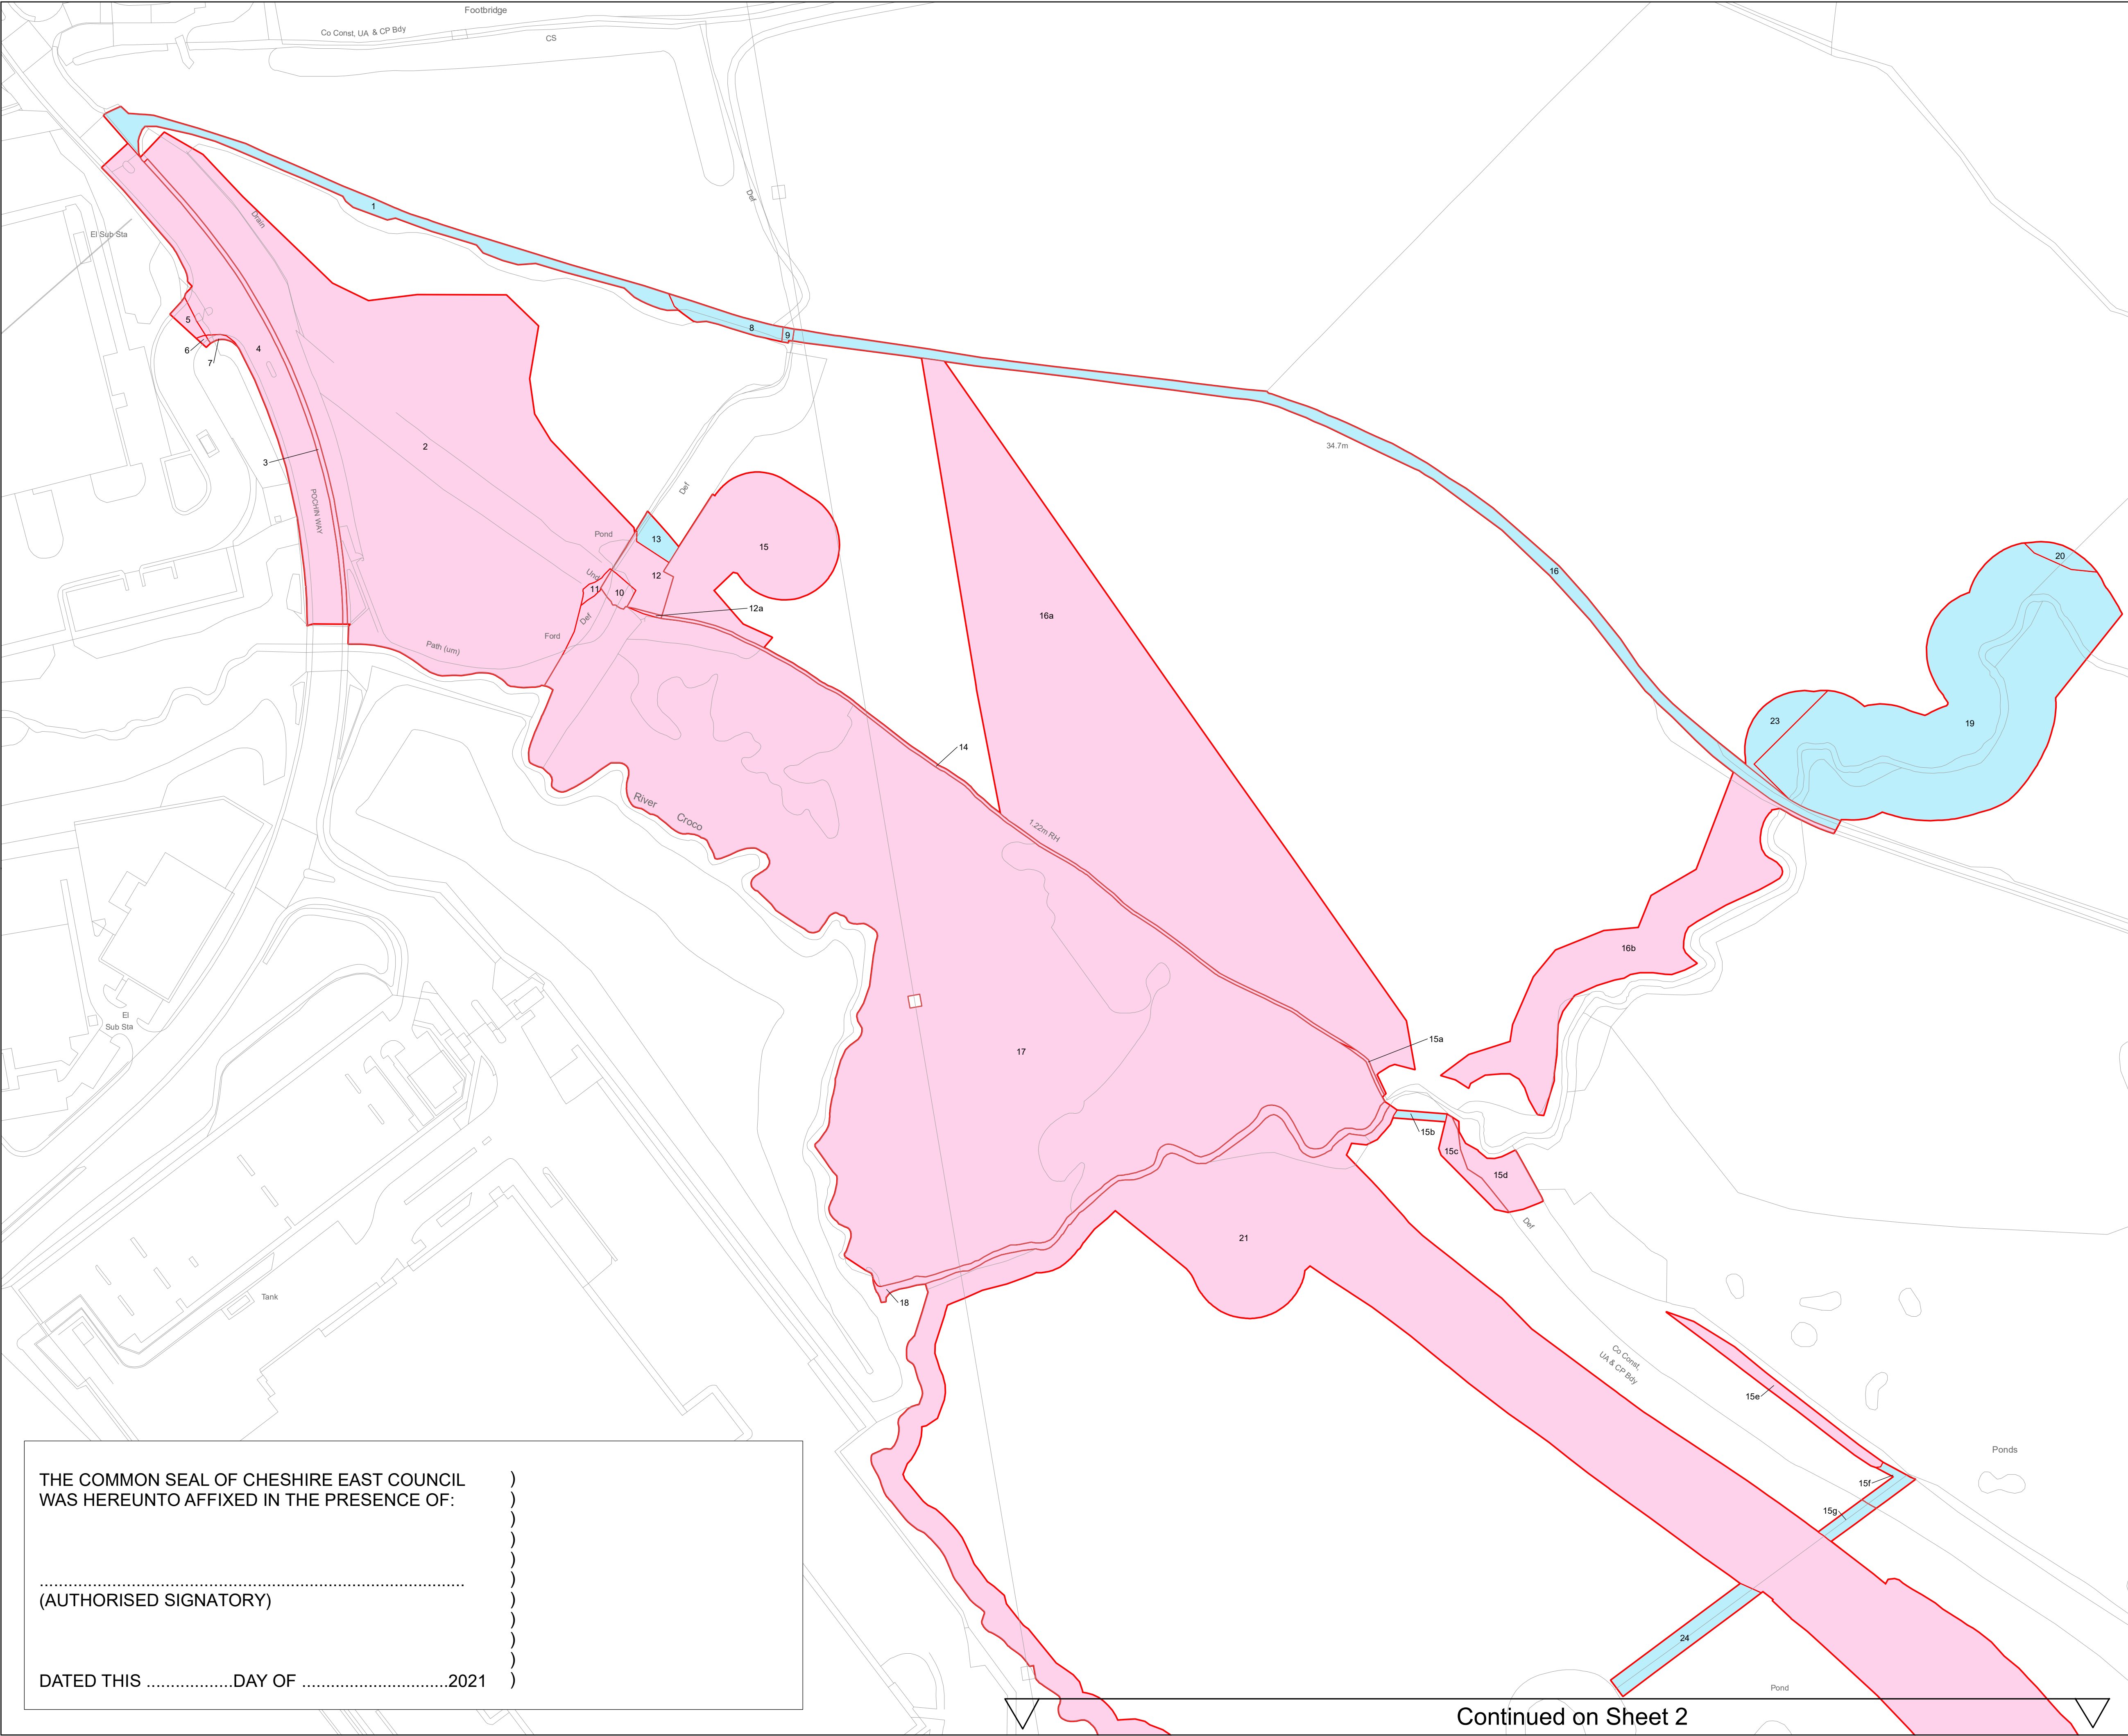 Footbridge
Co Const, UA & CP Bdy
CS
Def
El Sub Sta
Drain
1
5
6
7
4
8
9
2
3
POCHIN WAY
34.7m
Pond
Def
13
15
12
Und
11
10
12a
Def
Ford
Path (um)
16a
16
20
23
19
14
River Croco
1.22m RH
16b
El
Sub Sta
17
15a
15b
15c
15d
Def
21
18
Tank
Co Const,
UA & CP Bdy
15e
Ponds
15f
15g
24
Pond
THE COMMON SEAL OF CHESHIRE EAST COUNCIL )
WAS HEREUNTO AFFIXED IN THE PRESENCE OF: )
)
)
)
........................................................................................ )
(AUTHORISED SIGNATORY) )
)
)
)
DATED THIS ..................DAY OF ..............................2021 )
Continued on Sheet 2